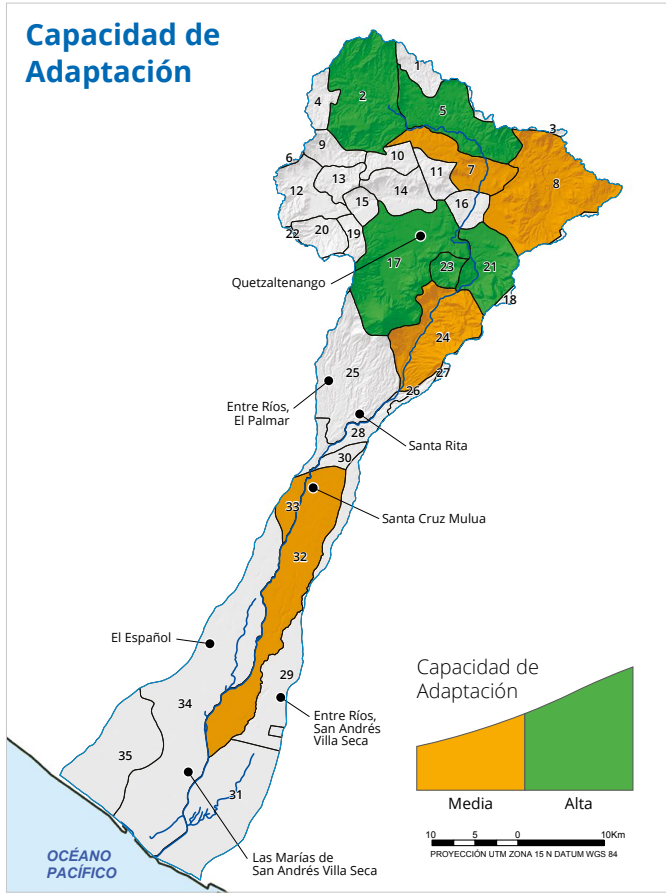 Capacidad de
Adaptación
1
2
3
4
5
6
7
8
9
10
11
12
13
14
15
16
17
18
19
20
21
22
23
24
25
26
27
28
29
30
31
32
33
34
35
Quetzaltenango
Entre Ríos,
El Palmar
Santa Rita
Santa Cruz Mulua
El Español
Entre Ríos,
San Andrés
Villa Seca
Las Marías de
San Andrés Villa Seca
OCÉANO
PACÍFICO
Capacidad de
Adaptación
Media
Alta
10 5 0 10Km
PROYECCIÓN UTM ZONA 15 N DATUM WGS 84